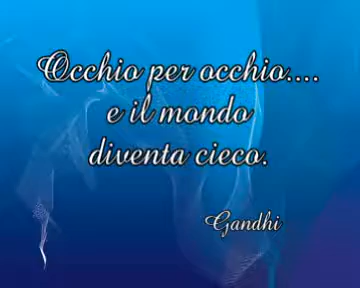 Occhio per occhio....
e il mondo
diventa cieco.
Gandhi